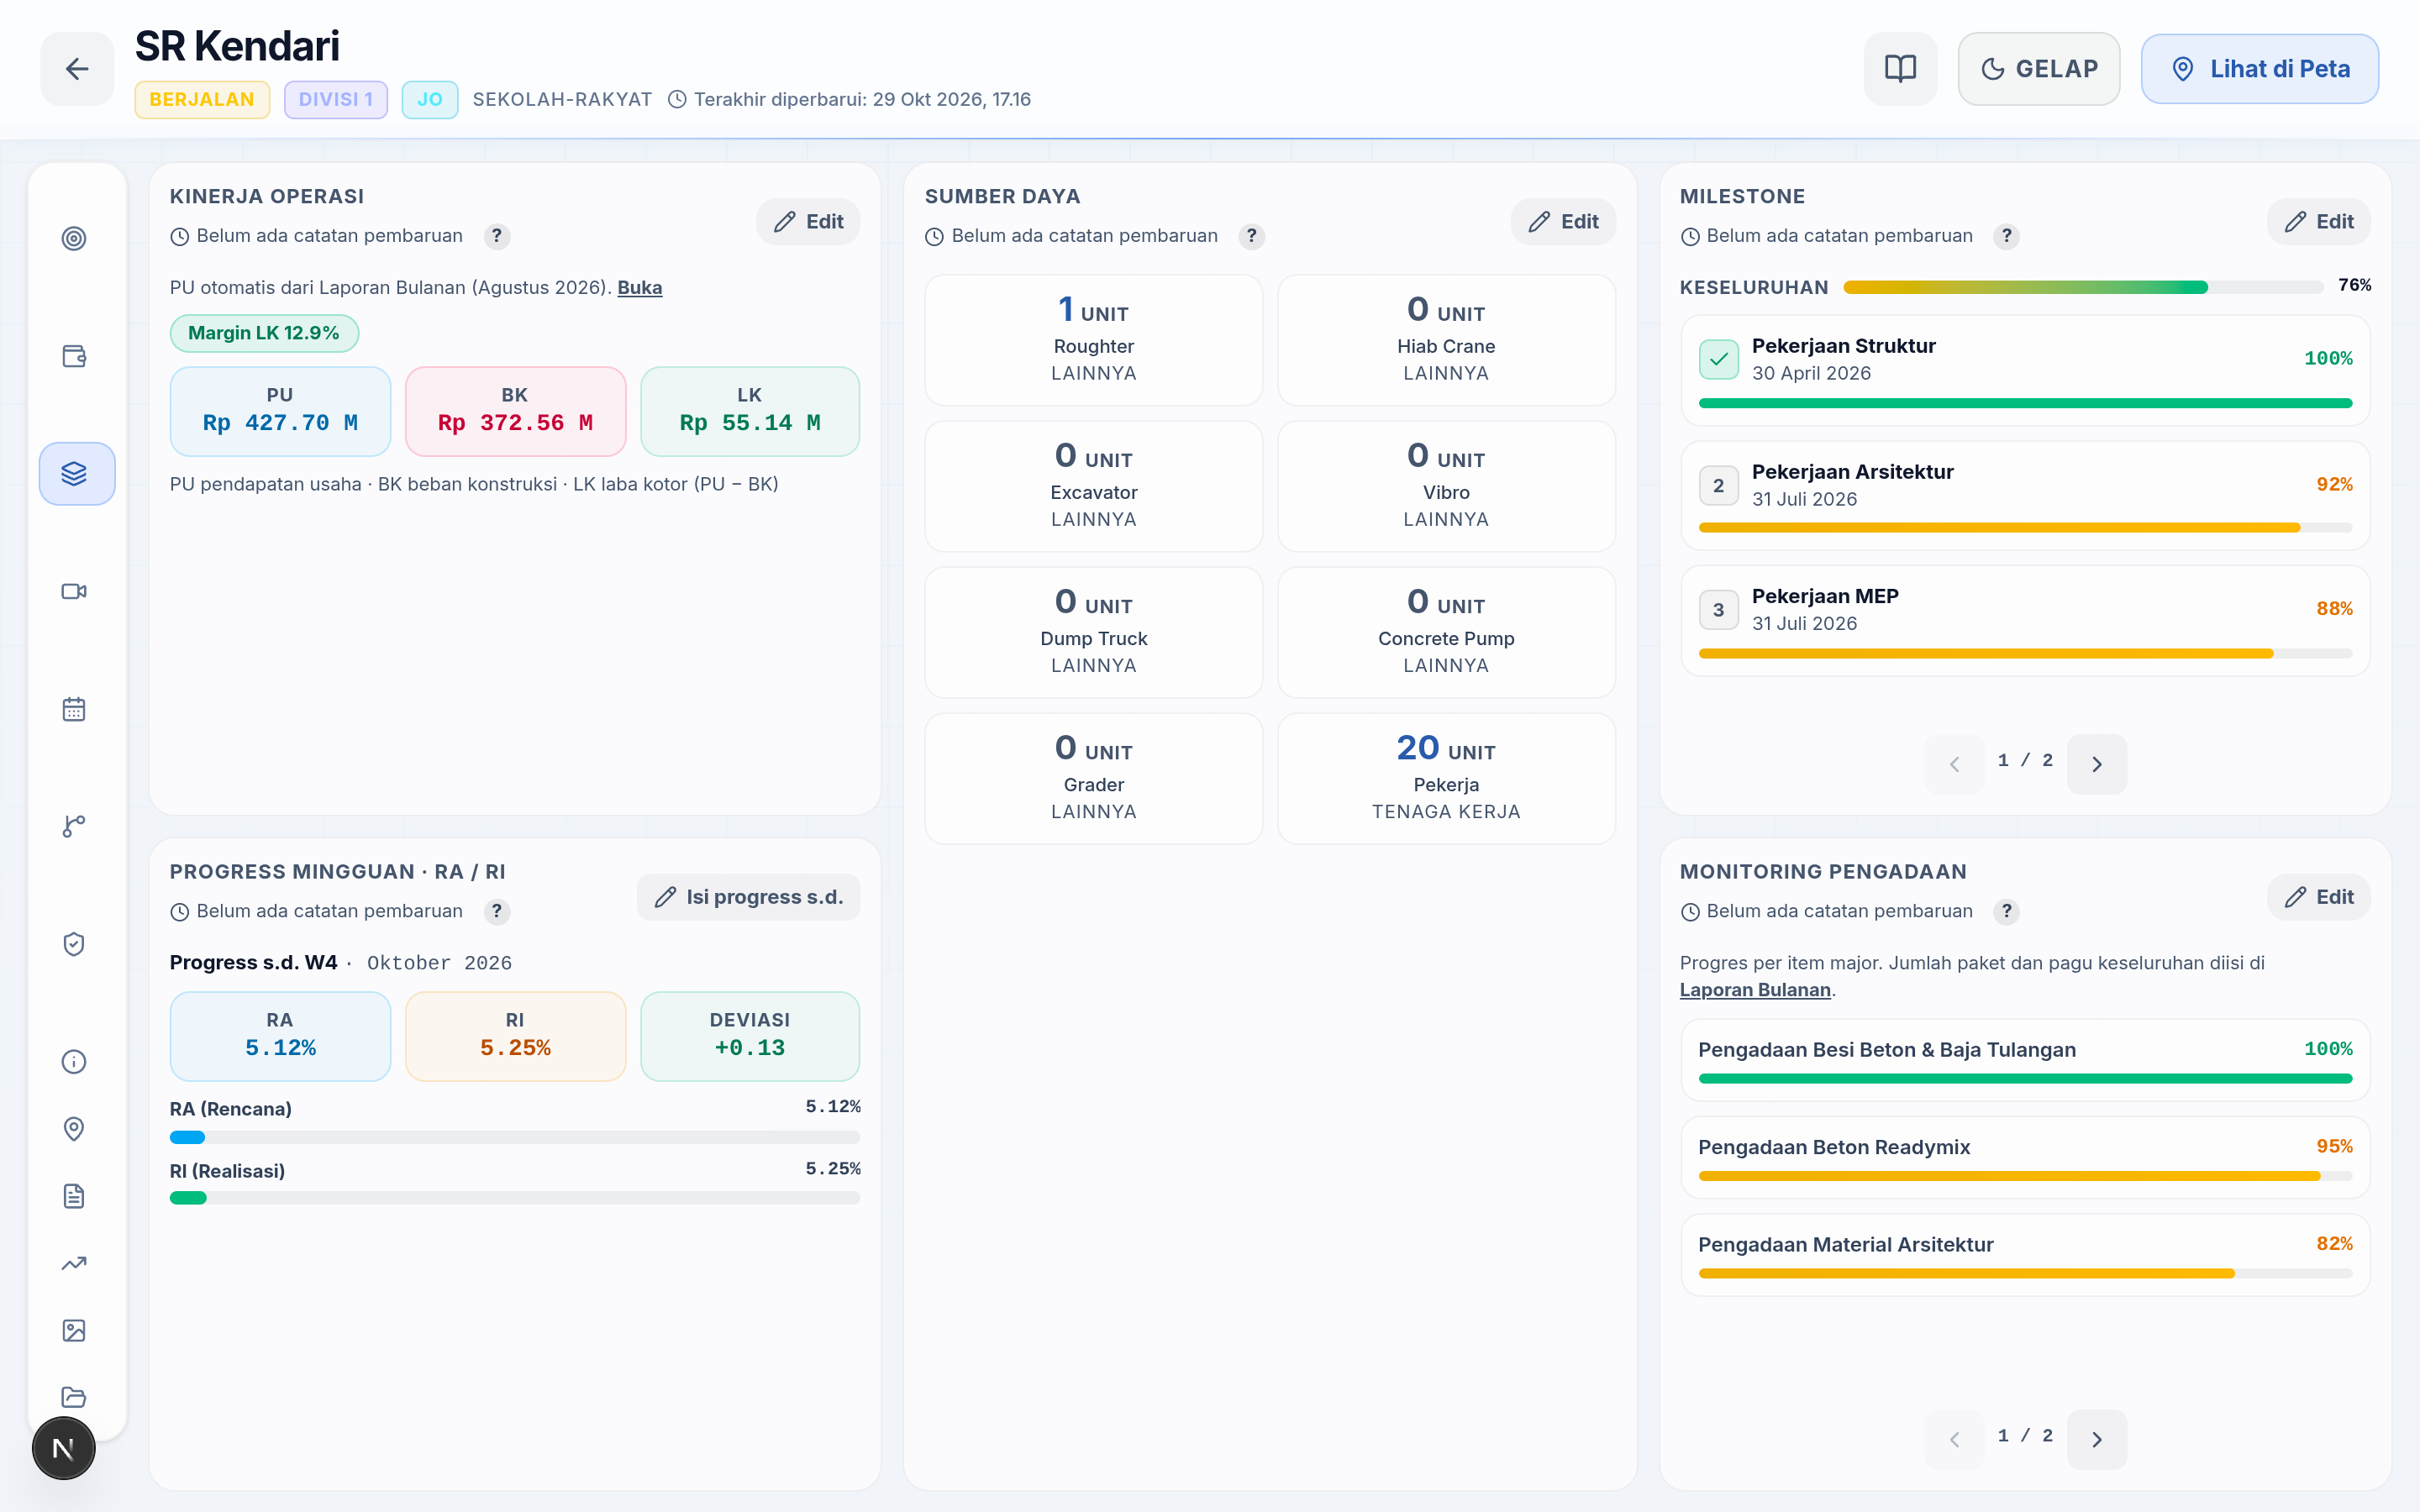 SR Kendari
BERJALAN
DIVISI 1
JO
SEKOLAH-RAKYAT
Terakhir diperbarui: 29 Okt 2026, 17.16
GELAP
Lihat di Peta
KINERJA OPERASI
Belum ada catatan pembaruan ?
Edit
PU otomatis dari Laporan Bulanan (Agustus 2026). Buka
Margin LK 12.9%
PU
Rp 427.70 M
BK
Rp 372.56 M
LK
Rp 55.14 M
PU pendapatan usaha · BK beban konstruksi · LK laba kotor (PU − BK)
PROGRESS MINGGUAN · RA / RI
Belum ada catatan pembaruan ?
Isi progress s.d.
Progress s.d. W4 · Oktober 2026
RA
5.12%
RI
5.25%
DEVIASI
+0.13
RA (Rencana)
5.12%
RI (Realisasi)
5.25%
SUMBER DAYA
Belum ada catatan pembaruan ?
Edit
1 UNIT
Roughter
LAINNYA
0 UNIT
Hiab Crane
LAINNYA
0 UNIT
Excavator
LAINNYA
0 UNIT
Vibro
LAINNYA
0 UNIT
Dump Truck
LAINNYA
0 UNIT
Concrete Pump
LAINNYA
0 UNIT
Grader
LAINNYA
20 UNIT
Pekerja
TENAGA KERJA
MILESTONE
Belum ada catatan pembaruan ?
Edit
KESELURUHAN
76%
Pekerjaan Struktur
30 April 2026
100%
2
Pekerjaan Arsitektur
31 Juli 2026
92%
3
Pekerjaan MEP
31 Juli 2026
88%
1 / 2
MONITORING PENGADAAN
Belum ada catatan pembaruan ?
Edit
Progres per item major. Jumlah paket dan pagu keseluruhan diisi di
Laporan Bulanan.
Pengadaan Besi Beton & Baja Tulangan
100%
Pengadaan Beton Readymix
95%
Pengadaan Material Arsitektur
82%
1 / 2
N